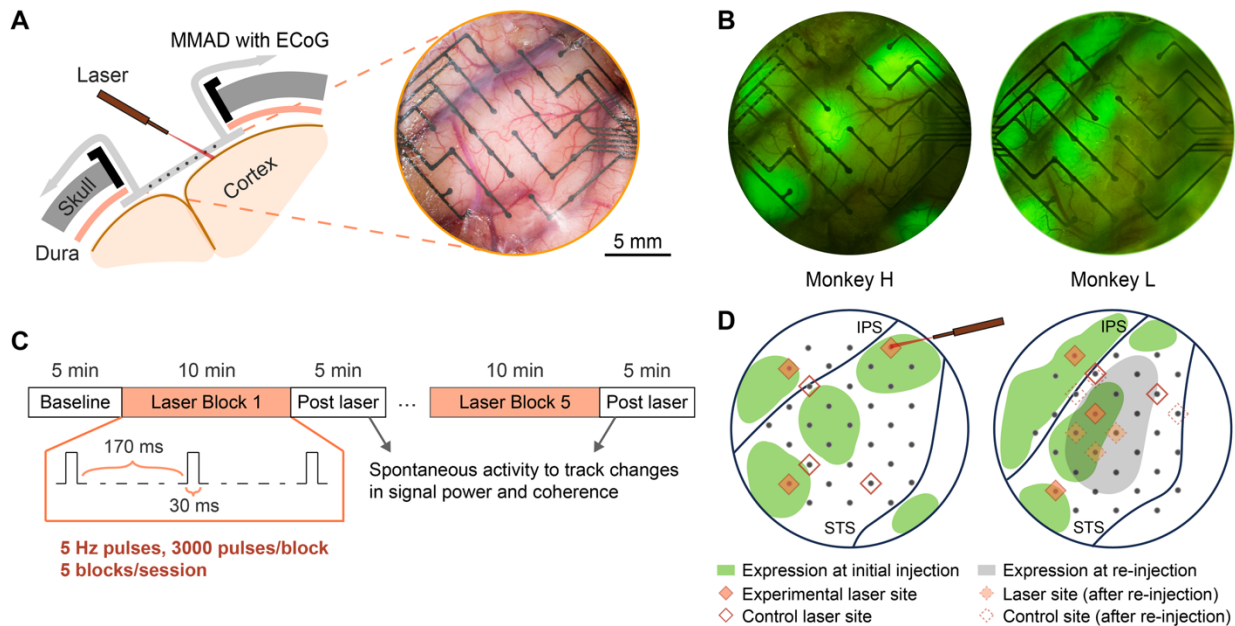 A
MMAD with ECoG
Laser
Skull
Cortex
Dura
5 mm
B
Monkey H
Monkey L
C
5 min
10 min
5 min
10 min
5 min
Baseline
Laser Block 1
Post laser
...
Laser Block 5
Post laser
170 ms
30 ms
Spontaneous activity to track changes
in signal power and coherence
5 Hz pulses, 3000 pulses/block
5 blocks/session
D
IPS
STS
IPS
STS
Expression at initial injection
Experimental laser site
Control laser site
Expression at re-injection
Laser site (after re-injection)
Control site (after re-injection)